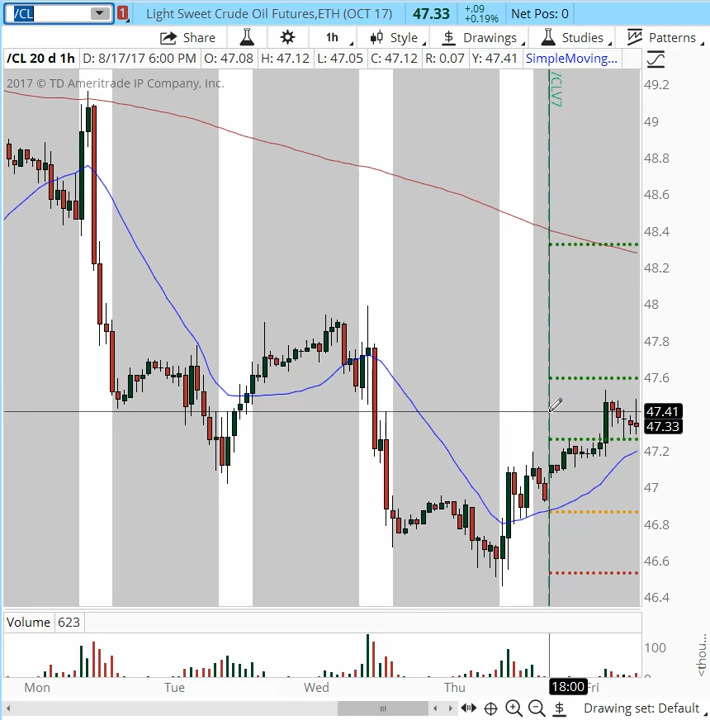 /CL 1 Light Sweet Crude Oil Futures,ETH (OCT 17) 47.33 +.09 +0.19% Net Pos: 0
Share 1h Style $ Drawings Studies Patterns
/CL 20 d 1h D: 8/17/17 6:00 PM O: 47.08 H: 47.12 L: 47.05 C: 47.12 R: 0.07 Y: 47.41 SimpleMoving...
2017 © TD Ameritrade IP Company, Inc.
/CLV7
49.2
49
48.8
48.6
48.4
48.2
48
47.8
47.6
47.41
47.33
47.2
47
46.8
46.6
46.4
Volume 623
100
0
<thou...
Mon Tue Wed Thu 18:00 Fri
$ Drawing set: Default